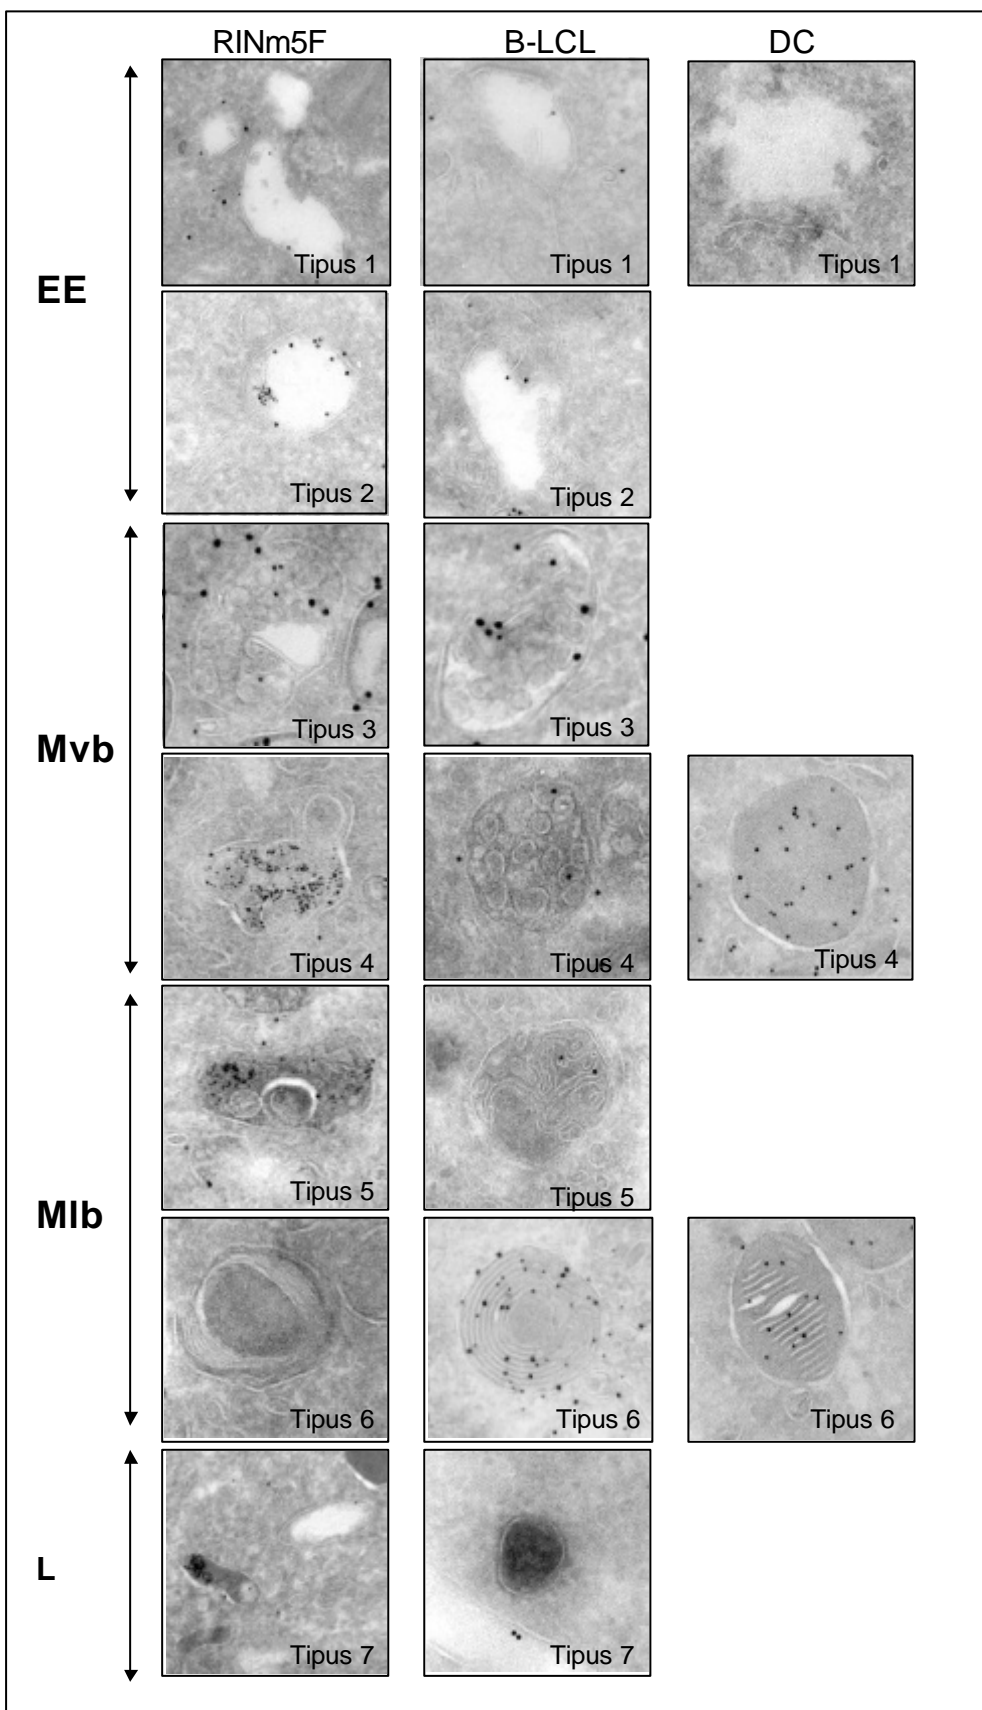 RINm5F B-LCL DC
EE
Tipus 1 Tipus 1 Tipus 1
Tipus 2 Tipus 2
Mvb
Tipus 3 Tipus 3
Tipus 4 Tipus 4 Tipus 4
Mlb
Tipus 5 Tipus 5
Tipus 6 Tipus 6 Tipus 6
L
Tipus 7 Tipus 7